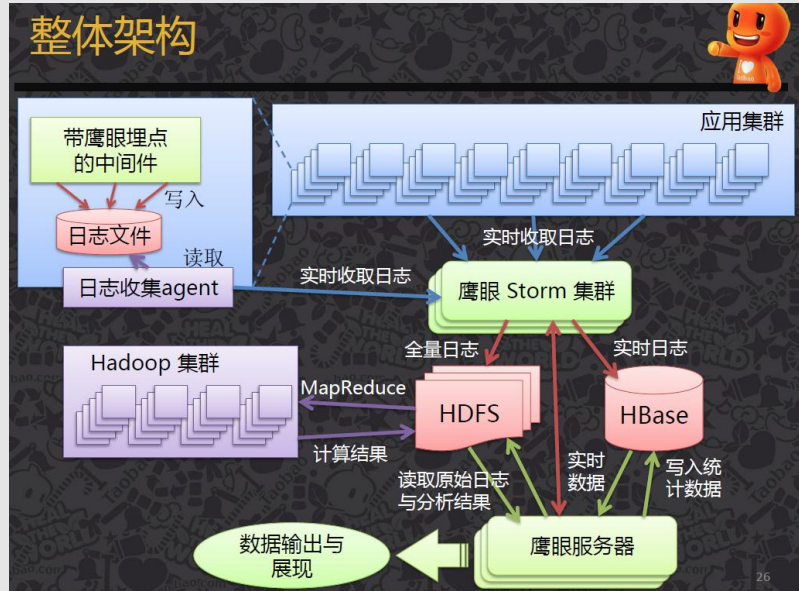 整体架构
应用集群
带鹰眼埋点
的中间件
写入
日志文件
读取
日志收集agent
实时收取日志
实时收取日志
鹰眼 Storm 集群
全量日志
实时日志
Hadoop 集群
MapReduce
计算结果
HDFS
HBase
读取原始日志
与分析结果
实时
数据
写入统
计数据
数据输出与
展现
鹰眼服务器
26